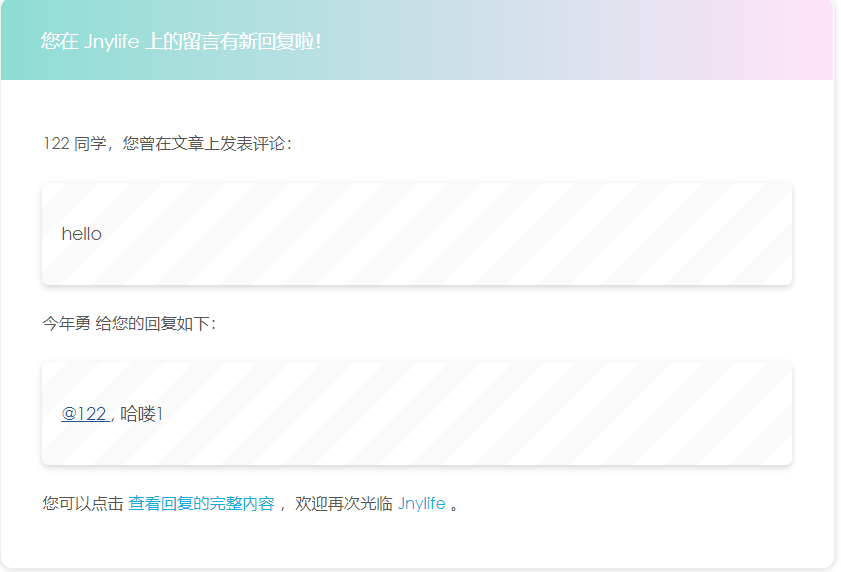 您在 Jnylife 上的留言有新回复啦！
122 同学，您曾在文章上发表评论：
hello
今年勇 给您的回复如下：
@122 , 哈喽1
您可以点击 查看回复的完整内容 ，欢迎再次光临 Jnylife 。